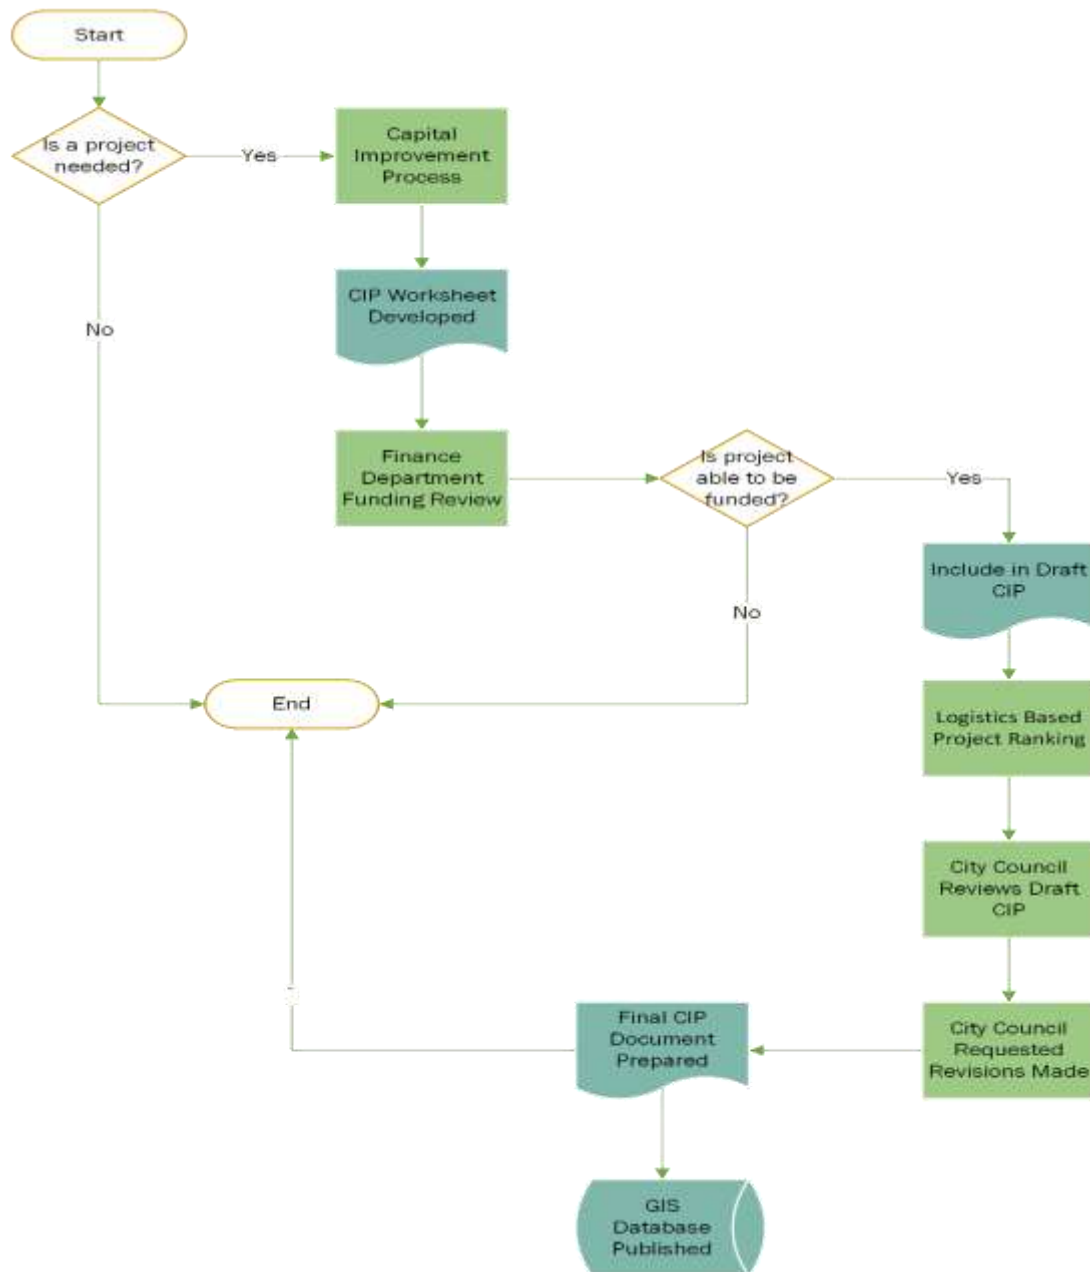 Start
Is a project
needed?
Yes
Capital
Improvement
Process
CIP Worksheet
Developed
No
Finance
Department
Funding Review
Is project
able to be
funded?
Yes
Include in Draft
CIP
No
End
Logistics Based
Project Ranking
City Council
Reviews Draft
CIP
City Council
Requested
Revisions Made
Final CIP
Document
Prepared
GIS
Database
Published